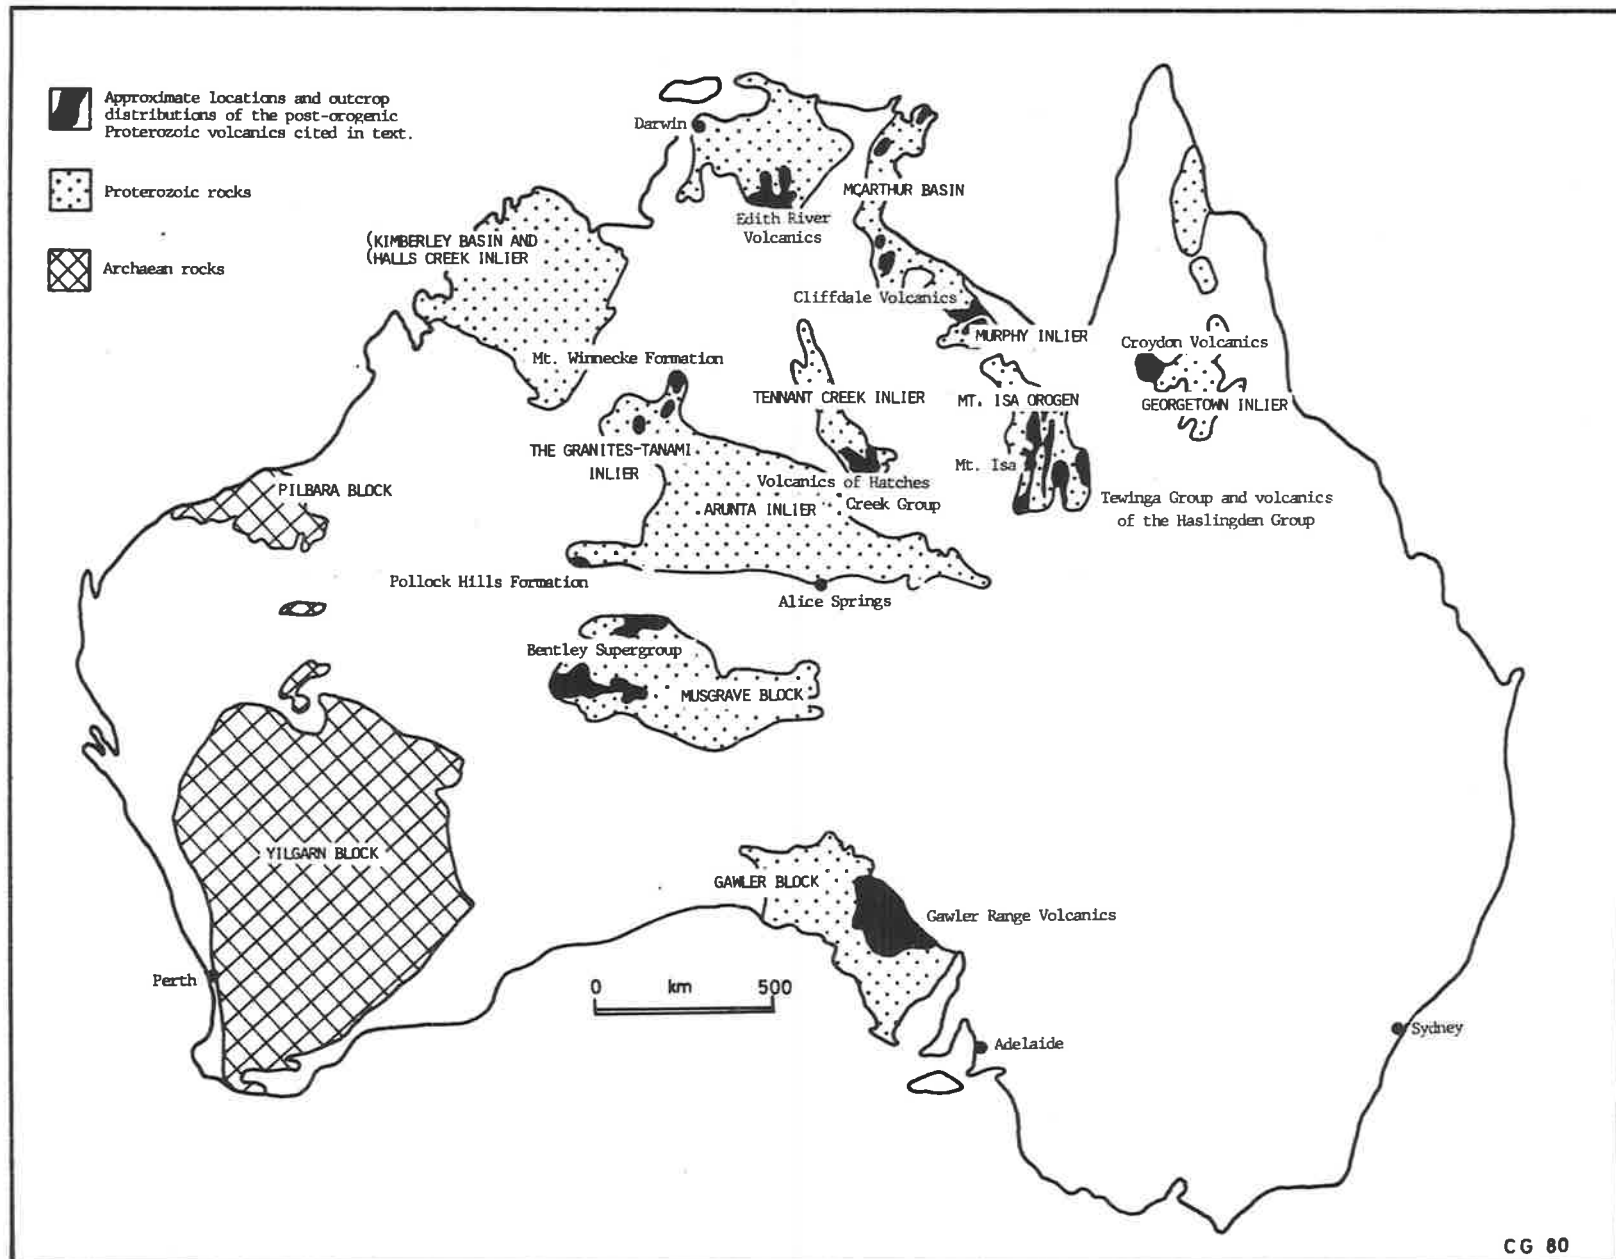 Approximate locations and outcrop
distributions of the post-orogenic
Proterozoic volcanics cited in text.
Proterozoic rocks
Archaean rocks
Darwin
MCARTHUR BASIN
Edith River
Volcanics
(KIMBERLEY BASIN AND
(HALLS CREEK INLIER
Cliffdale Volcanics
MURPHY INLIER
Croydon Volcanics
Mt. Winnecke Formation
TENNANT CREEK INLIER
MT. ISA OROGEN
GEORGETOWN INLIER
THE GRANITES-TANAMI
INLIER
Mt. Isa
PILBARA BLOCK
Volcanics of Hatches
Creek Group
ARUNTA INLIER
Tewinga Group and volcanics
of the Haslingden Group
Pollock Hills Formation
Alice Springs
Bentley Supergroup
MUSGRAVE BLOCK
YILGARN BLOCK
GAWLER BLOCK
Gawler Range Volcanics
Perth
0 km 500
Sydney
Adelaide
CG 80